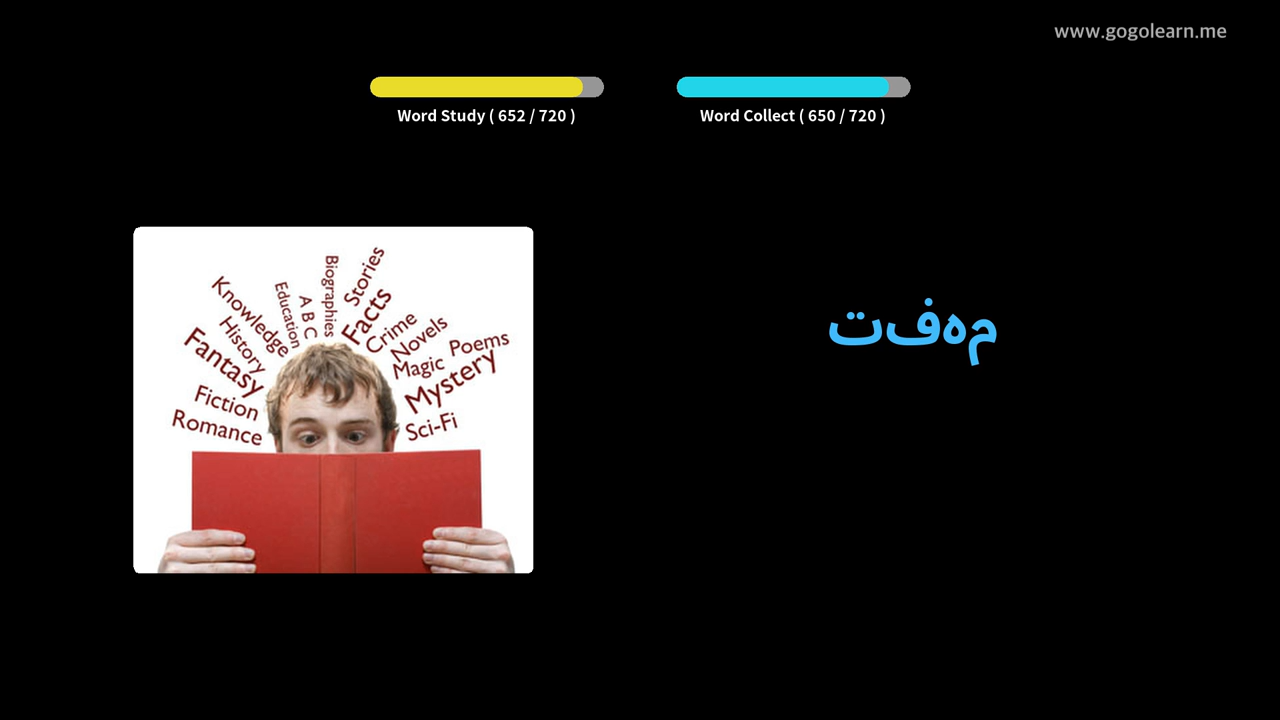 www.gogolearn.me
Word Study ( 652 / 720 )
Word Collect ( 650 / 720 )
Biographies
Stories
Education
A B C
Facts
Knowledge
Crime
History
Novels
Fantasy
Magic
Poems
Mystery
Fiction
Romance
Sci-Fi
مهفت